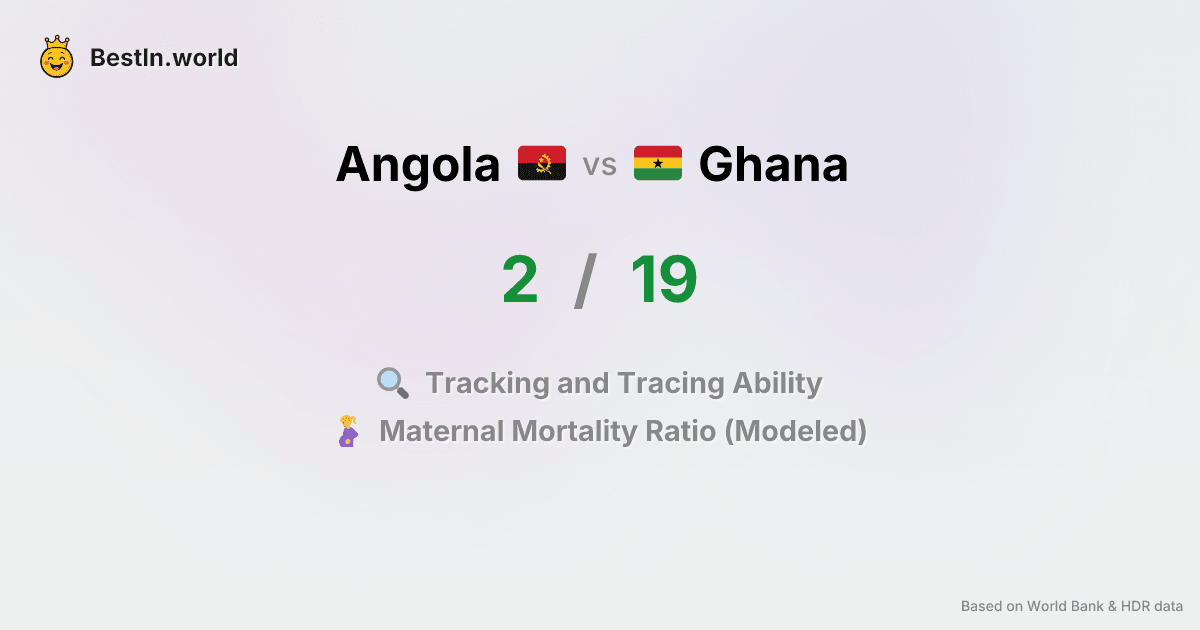 BestIn.world
Angola vs Ghana
2 / 19
Tracking and Tracing Ability
Maternal Mortality Ratio (Modeled)
Based on World Bank & HDR data